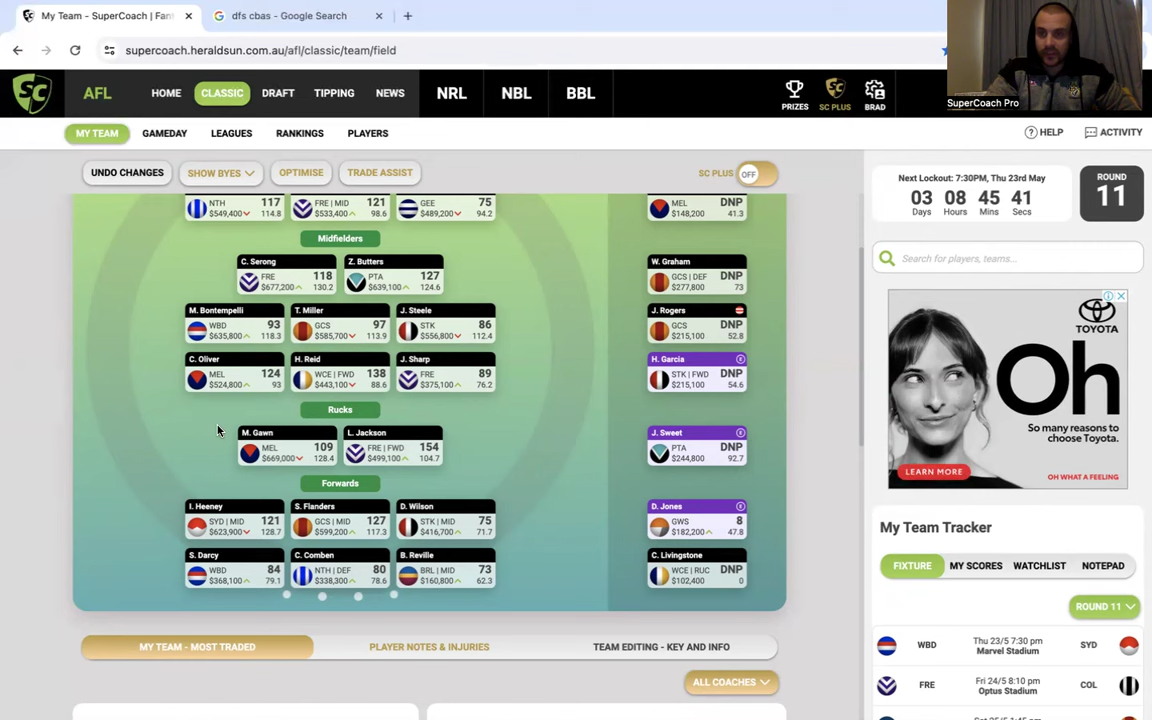 My Team - SuperCoach | Fan
dfs cbas - Google Search
supercoach.heraldsun.com.au/afl/classic/team/field
SuperCoach Pro
SC AFL HOME CLASSIC DRAFT TIPPING NEWS NRL NBL BBL PRIZES SC PLUS BRAD
MY TEAM GAMEDAY LEAGUES RANKINGS PLAYERS HELP ACTIVITY
UNDO CHANGES SHOW BYES OPTIMISE TRADE ASSIST SC PLUS OFF
Next Lockout: 7:30PM, Thu 23rd May
03 08 45 41
Days Hours Mins Secs
ROUND
11
Search for players, teams...
NTH 117 FRE | MID 121 GEE 75 MEL DNP
$549,400 114.8 $533,400 98.6 $489,200 94.2 $148,200 41.3
Midfielders
C. Serong Z. Butters W. Graham
FRE 118 PTA 127 GCS | DEF DNP
$677,200 130.2 $639,100 124.6 $277,800 73
M. Bontempelli T. Miller J. Steele J. Rogers
WBD 93 GCS 97 STK 86 GCS DNP
$635,800 118.3 $585,700 113.9 $556,800 112.4 $215,100 52.8
C. Oliver H. Reid J. Sharp H. Garcia E
MEL 124 WCE | FWD 138 FRE 89 STK | FWD DNP
$524,800 93 $443,100 88.6 $375,100 76.2 $215,100 54.6
Rucks
M. Gawn L. Jackson J. Sweet E
MEL 109 FRE | FWD 154 PTA DNP
$669,000 128.4 $499,100 104.7 $244,800 92.7
Forwards
I. Heeney S. Flanders D. Wilson D. Jones E
SYD | MID 121 GCS | MID 127 STK | MID 75 GWS 8
$623,900 128.7 $599,200 117.3 $416,700 71.7 $182,200 47.8
S. Darcy C. Comben B. Reville C. Livingstone
WBD 84 NTH | DEF 80 BRL | MID 73 WCE | RUC DNP
$368,100 79.1 $338,300 78.6 $160,800 62.3 $102,400 0
MY TEAM - MOST TRADED PLAYER NOTES & INJURIES TEAM EDITING - KEY AND INFO
ALL COACHES
TOYOTA
Oh
So many reasons to choose Toyota.
LEARN MORE
OH WHAT A FEELING
My Team Tracker
FIXTURE MY SCORES WATCHLIST NOTEPAD
ROUND 11
WBD Thu 23/5 7:30 pm SYD
Marvel Stadium
FRE Fri 24/5 8:10 pm COL
Optus Stadium